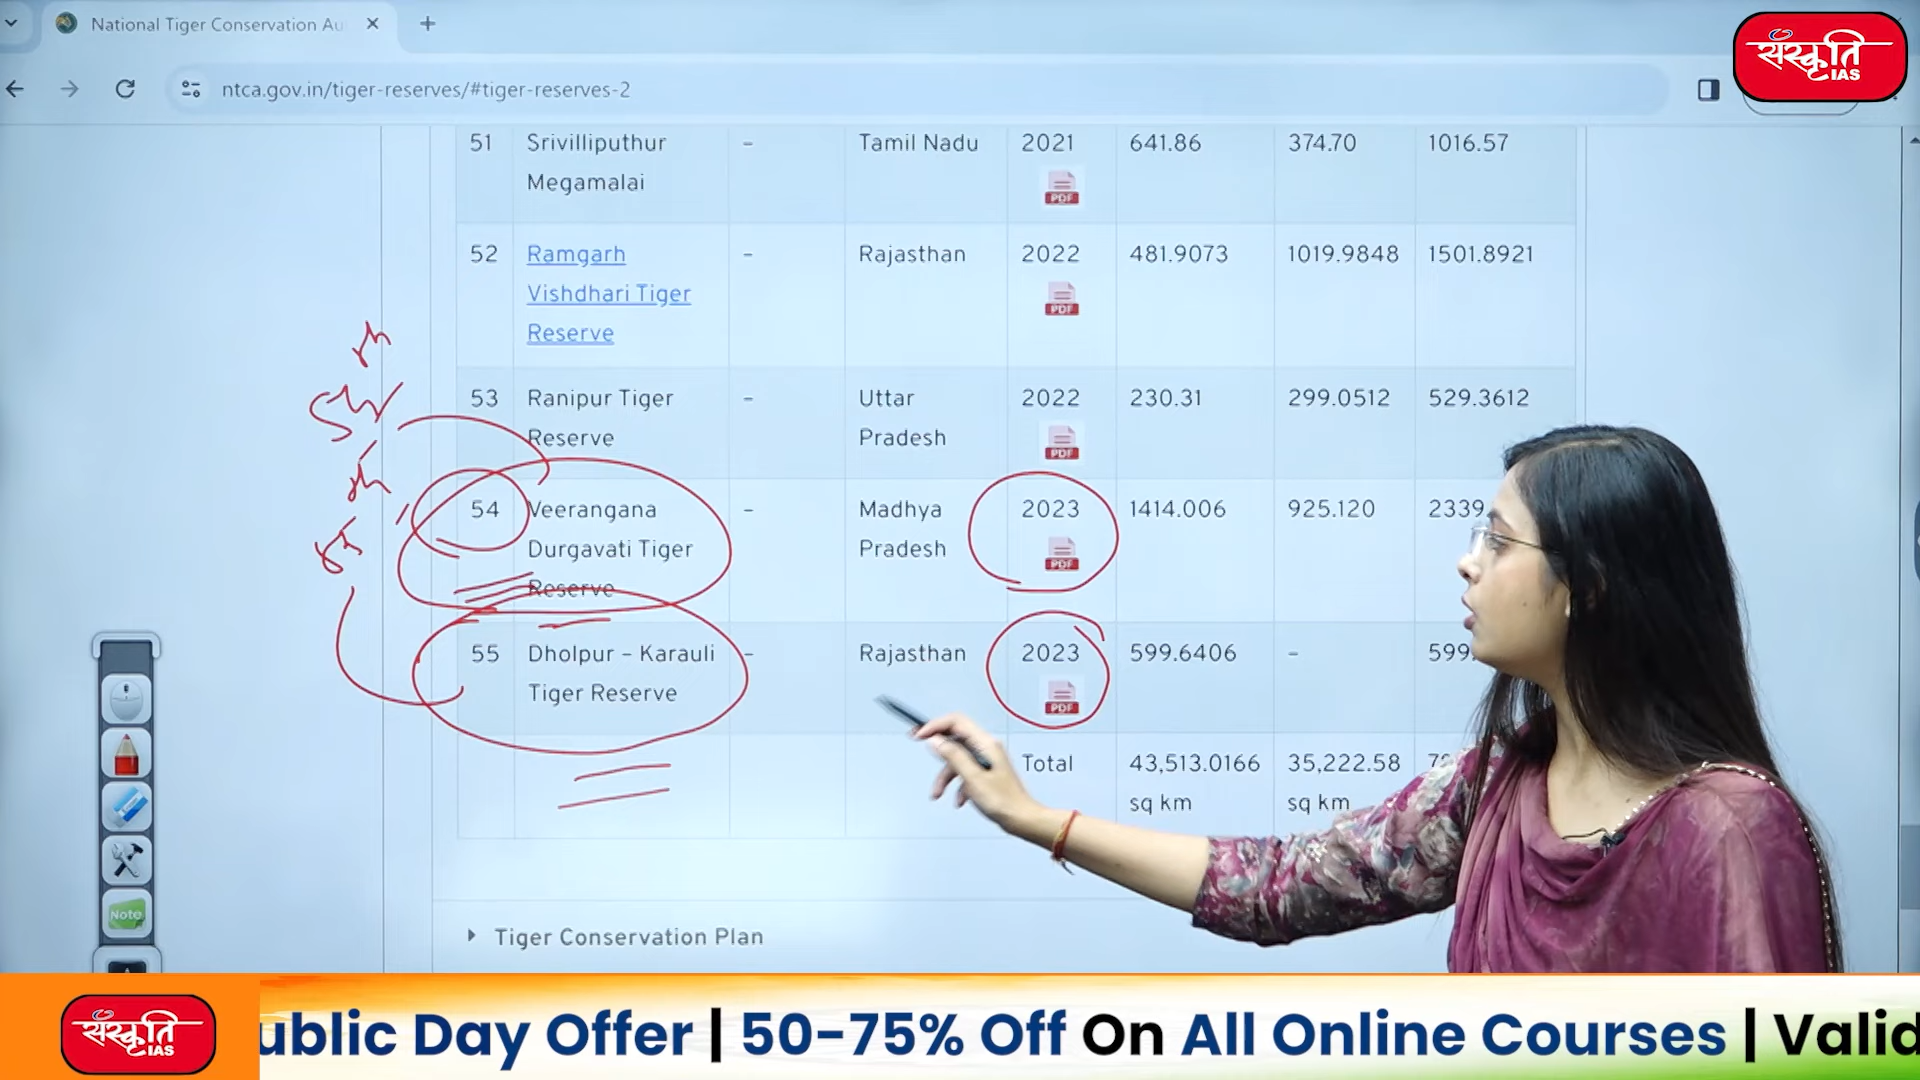 National Tiger Conservation Au
संस्कृति
IAS
ntca.gov.in/tiger-reserves/#tiger-reserves-2
51 Srivilliputhur Megamalai – Tamil Nadu 2021 641.86 374.70 1016.57
PDF
52 Ramgarh Vishdhari Tiger Reserve – Rajasthan 2022 481.9073 1019.9848 1501.8921
PDF
53 Ranipur Tiger Reserve – Uttar Pradesh 2022 230.31 299.0512 529.3612
PDF
54 Veerangana Durgavati Tiger Reserve – Madhya Pradesh 2023 1414.006 925.120 2339
PDF
55 Dholpur – Karauli Tiger Reserve – Rajasthan 2023 599.6406 – 599.
PDF
Total 43,513.0166 sq km 35,222.58 sq km
Note
Tiger Conservation Plan
संस्कृति
IAS
ublic Day Offer | 50-75% Off On All Online Courses | Valid